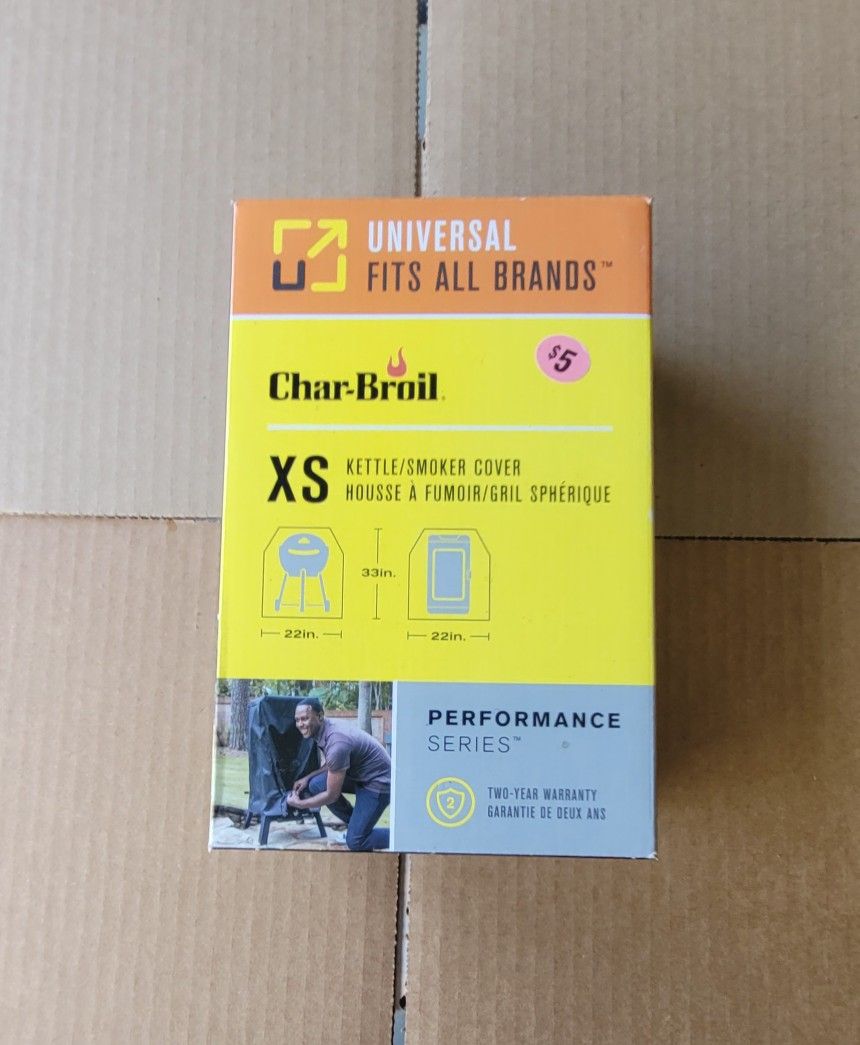 UNIVERSAL
FITS ALL BRANDS™
$5
Char-Broil
XS
KETTLE/SMOKER COVER
HOUSSE À FUMOIR/GRIL SPHÉRIQUE
33in.
22in.
22in.
PERFORMANCE
SERIES™
2
TWO-YEAR WARRANTY
GARANTIE DE DEUX ANS